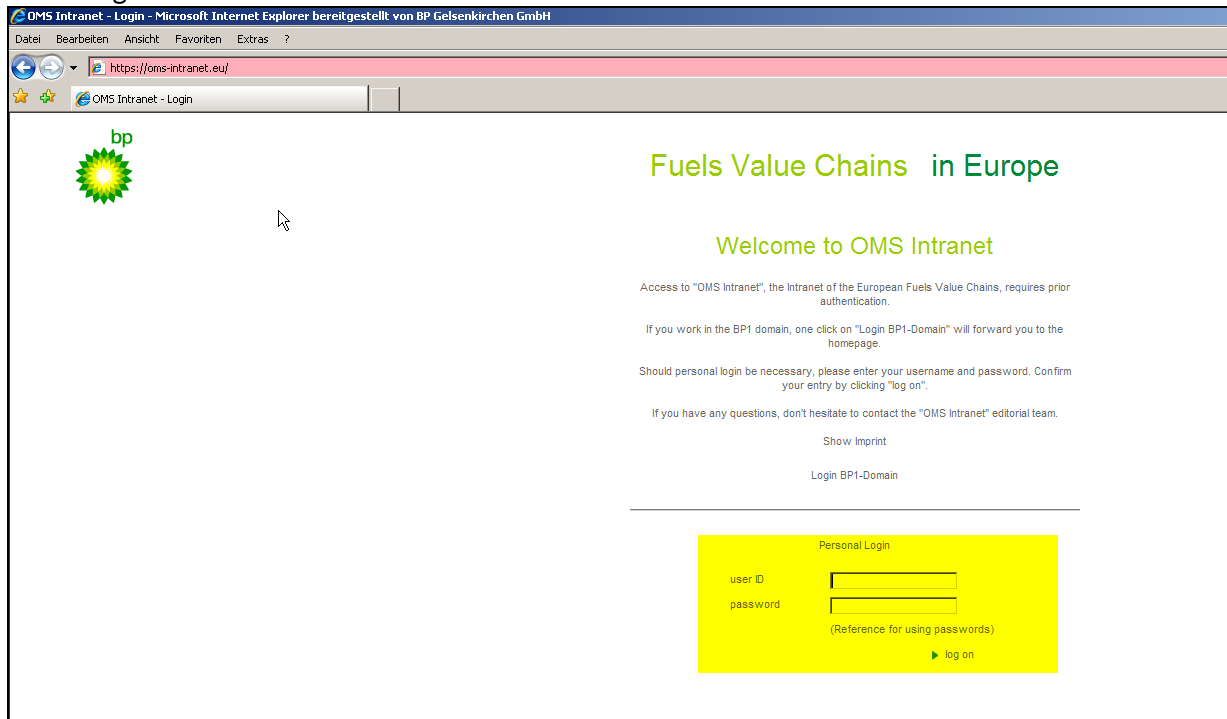 OMS Intranet - Login - Microsoft Internet Explorer bereitgestellt von BP Gelsenkirchen GmbH
Datei Bearbeiten Ansicht Favoriten Extras ?
https://oms-intranet.eu/
OMS Intranet - Login
bp
Fuels Value Chains in Europe
Welcome to OMS Intranet
Access to "OMS Intranet", the Intranet of the European Fuels Value Chains, requires prior
authentication.
If you work in the BP1 domain, one click on "Login BP1-Domain" will forward you to the
homepage.
Should personal login be necessary, please enter your username and password. Confirm
your entry by clicking "log on".
If you have any questions, don't hesitate to contact the "OMS Intranet" editorial team.
Show Imprint
Login BP1-Domain
Personal Login
user ID
password
(Reference for using passwords)
log on